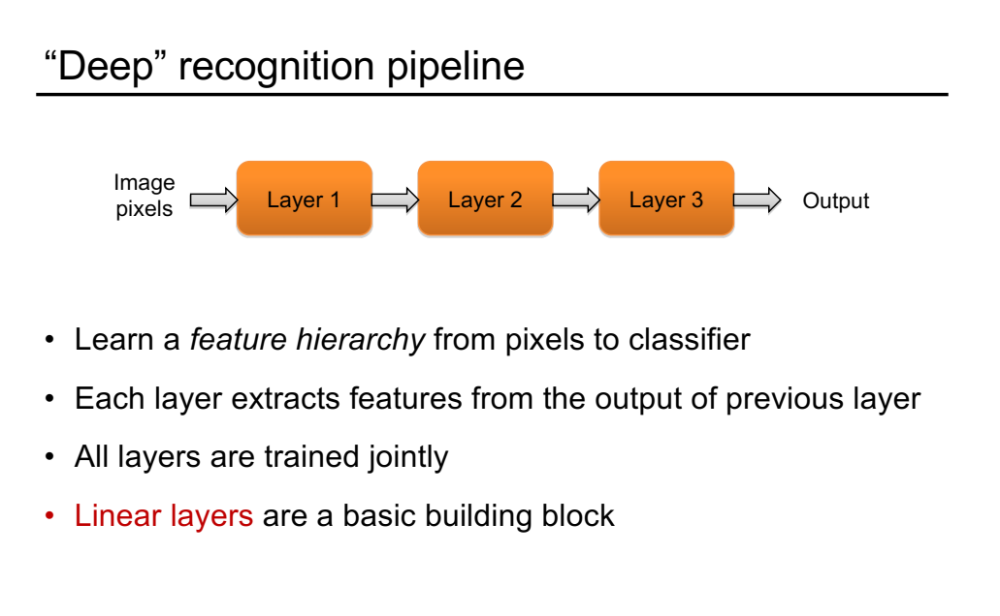 “Deep” recognition pipeline
Image
pixels
Layer 1
Layer 2
Layer 3
Output
• Learn a feature hierarchy from pixels to classifier
• Each layer extracts features from the output of previous layer
• All layers are trained jointly
• Linear layers are a basic building block